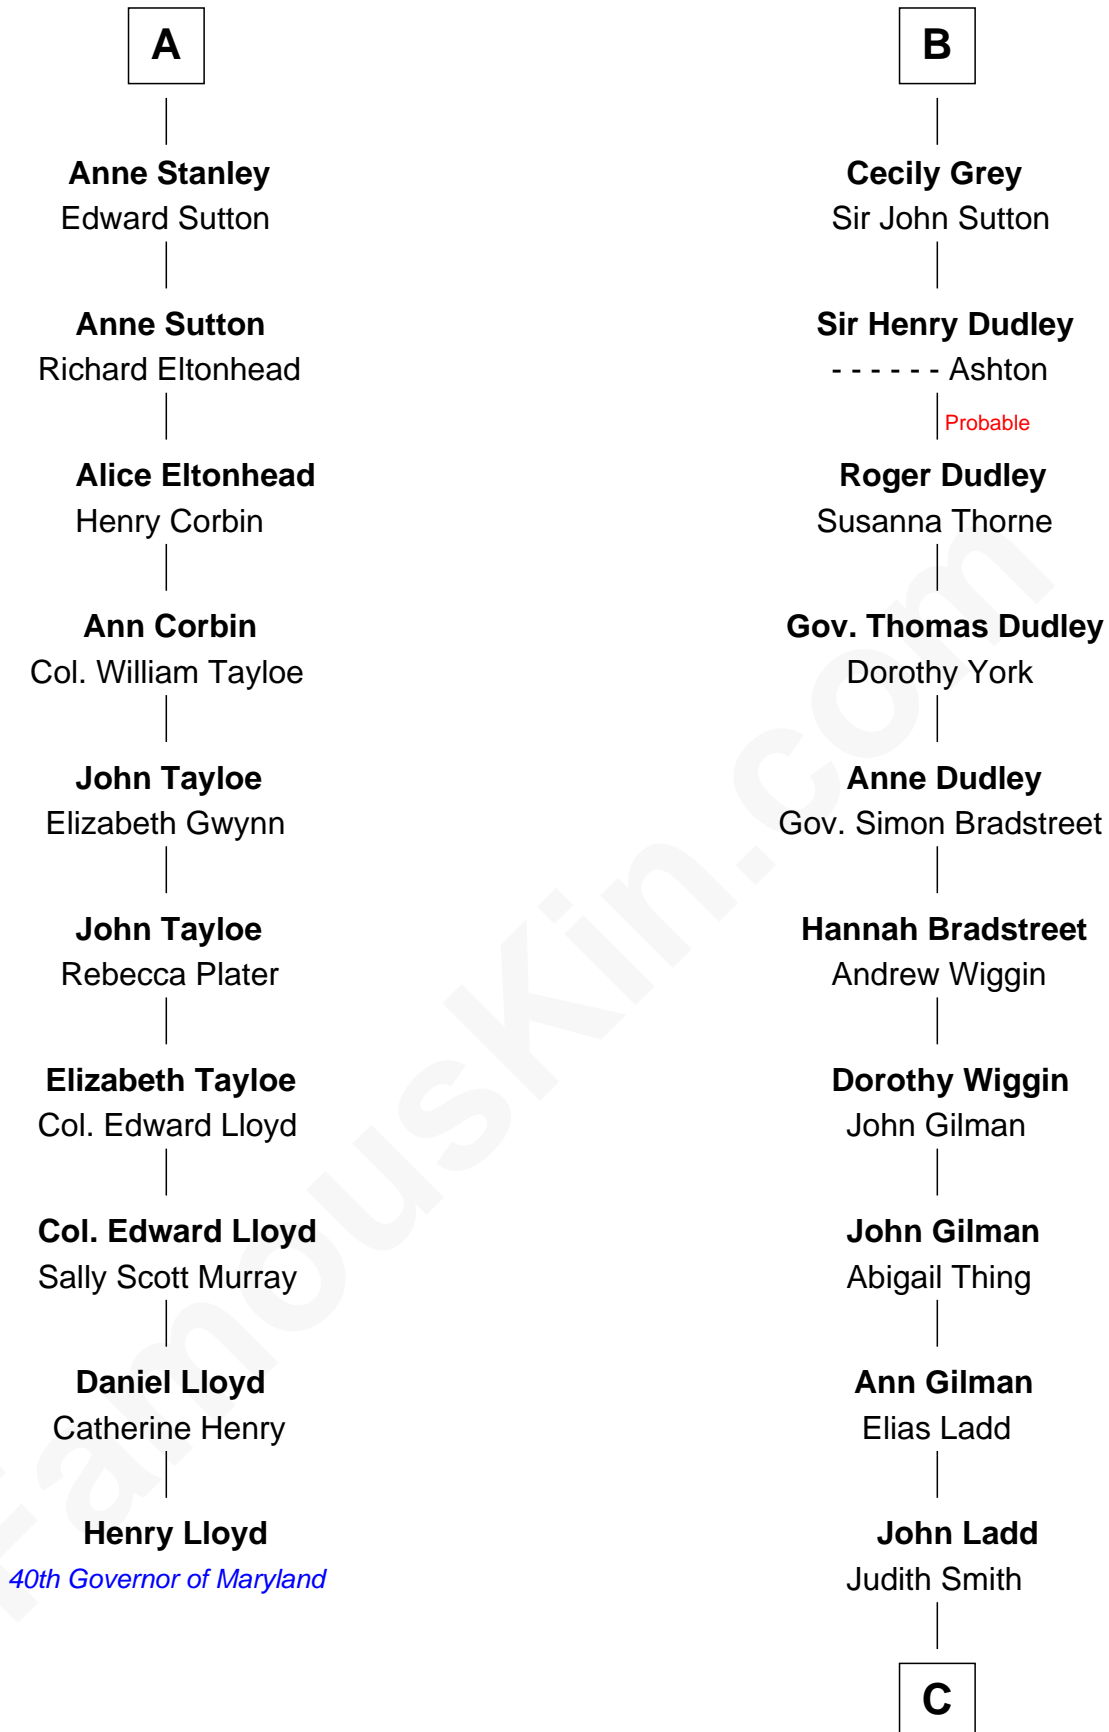 A
Anne Stanley
Edward Sutton
Anne Sutton
Richard Eltonhead
Alice Eltonhead
Henry Corbin
Ann Corbin
Col. William Tayloe
John Tayloe
Elizabeth Gwynn
John Tayloe
Rebecca Plater
Elizabeth Tayloe
Col. Edward Lloyd
Col. Edward Lloyd
Sally Scott Murray
Daniel Lloyd
Catherine Henry
Henry Lloyd
40th Governor of Maryland
B
Cecily Grey
Sir John Sutton
Sir Henry Dudley
- - - - - - Ashton
Probable
Roger Dudley
Susanna Thorne
Gov. Thomas Dudley
Dorothy York
Anne Dudley
Gov. Simon Bradstreet
Hannah Bradstreet
Andrew Wiggin
Dorothy Wiggin
John Gilman
John Gilman
Abigail Thing
Ann Gilman
Elias Ladd
John Ladd
Judith Smith
C
FamousKin.com